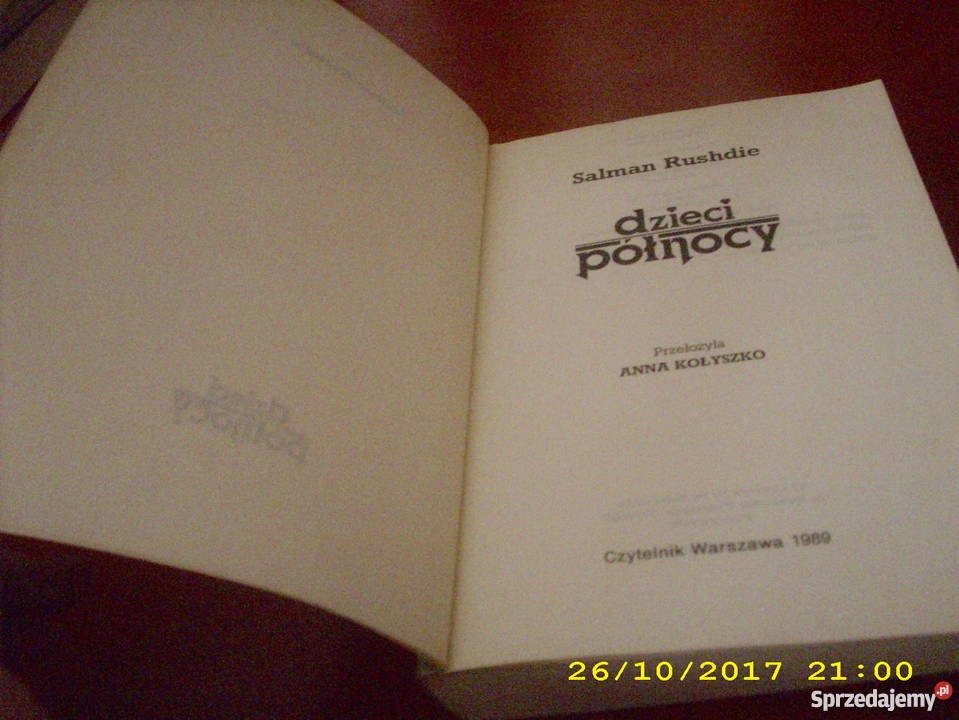 Salman Rushdie
dzieci
północy
Przełożyła
ANNA KOŁYSZKO
Czytelnik Warszawa 1989
26/10/2017 21:00
Sprzedajemy.pl